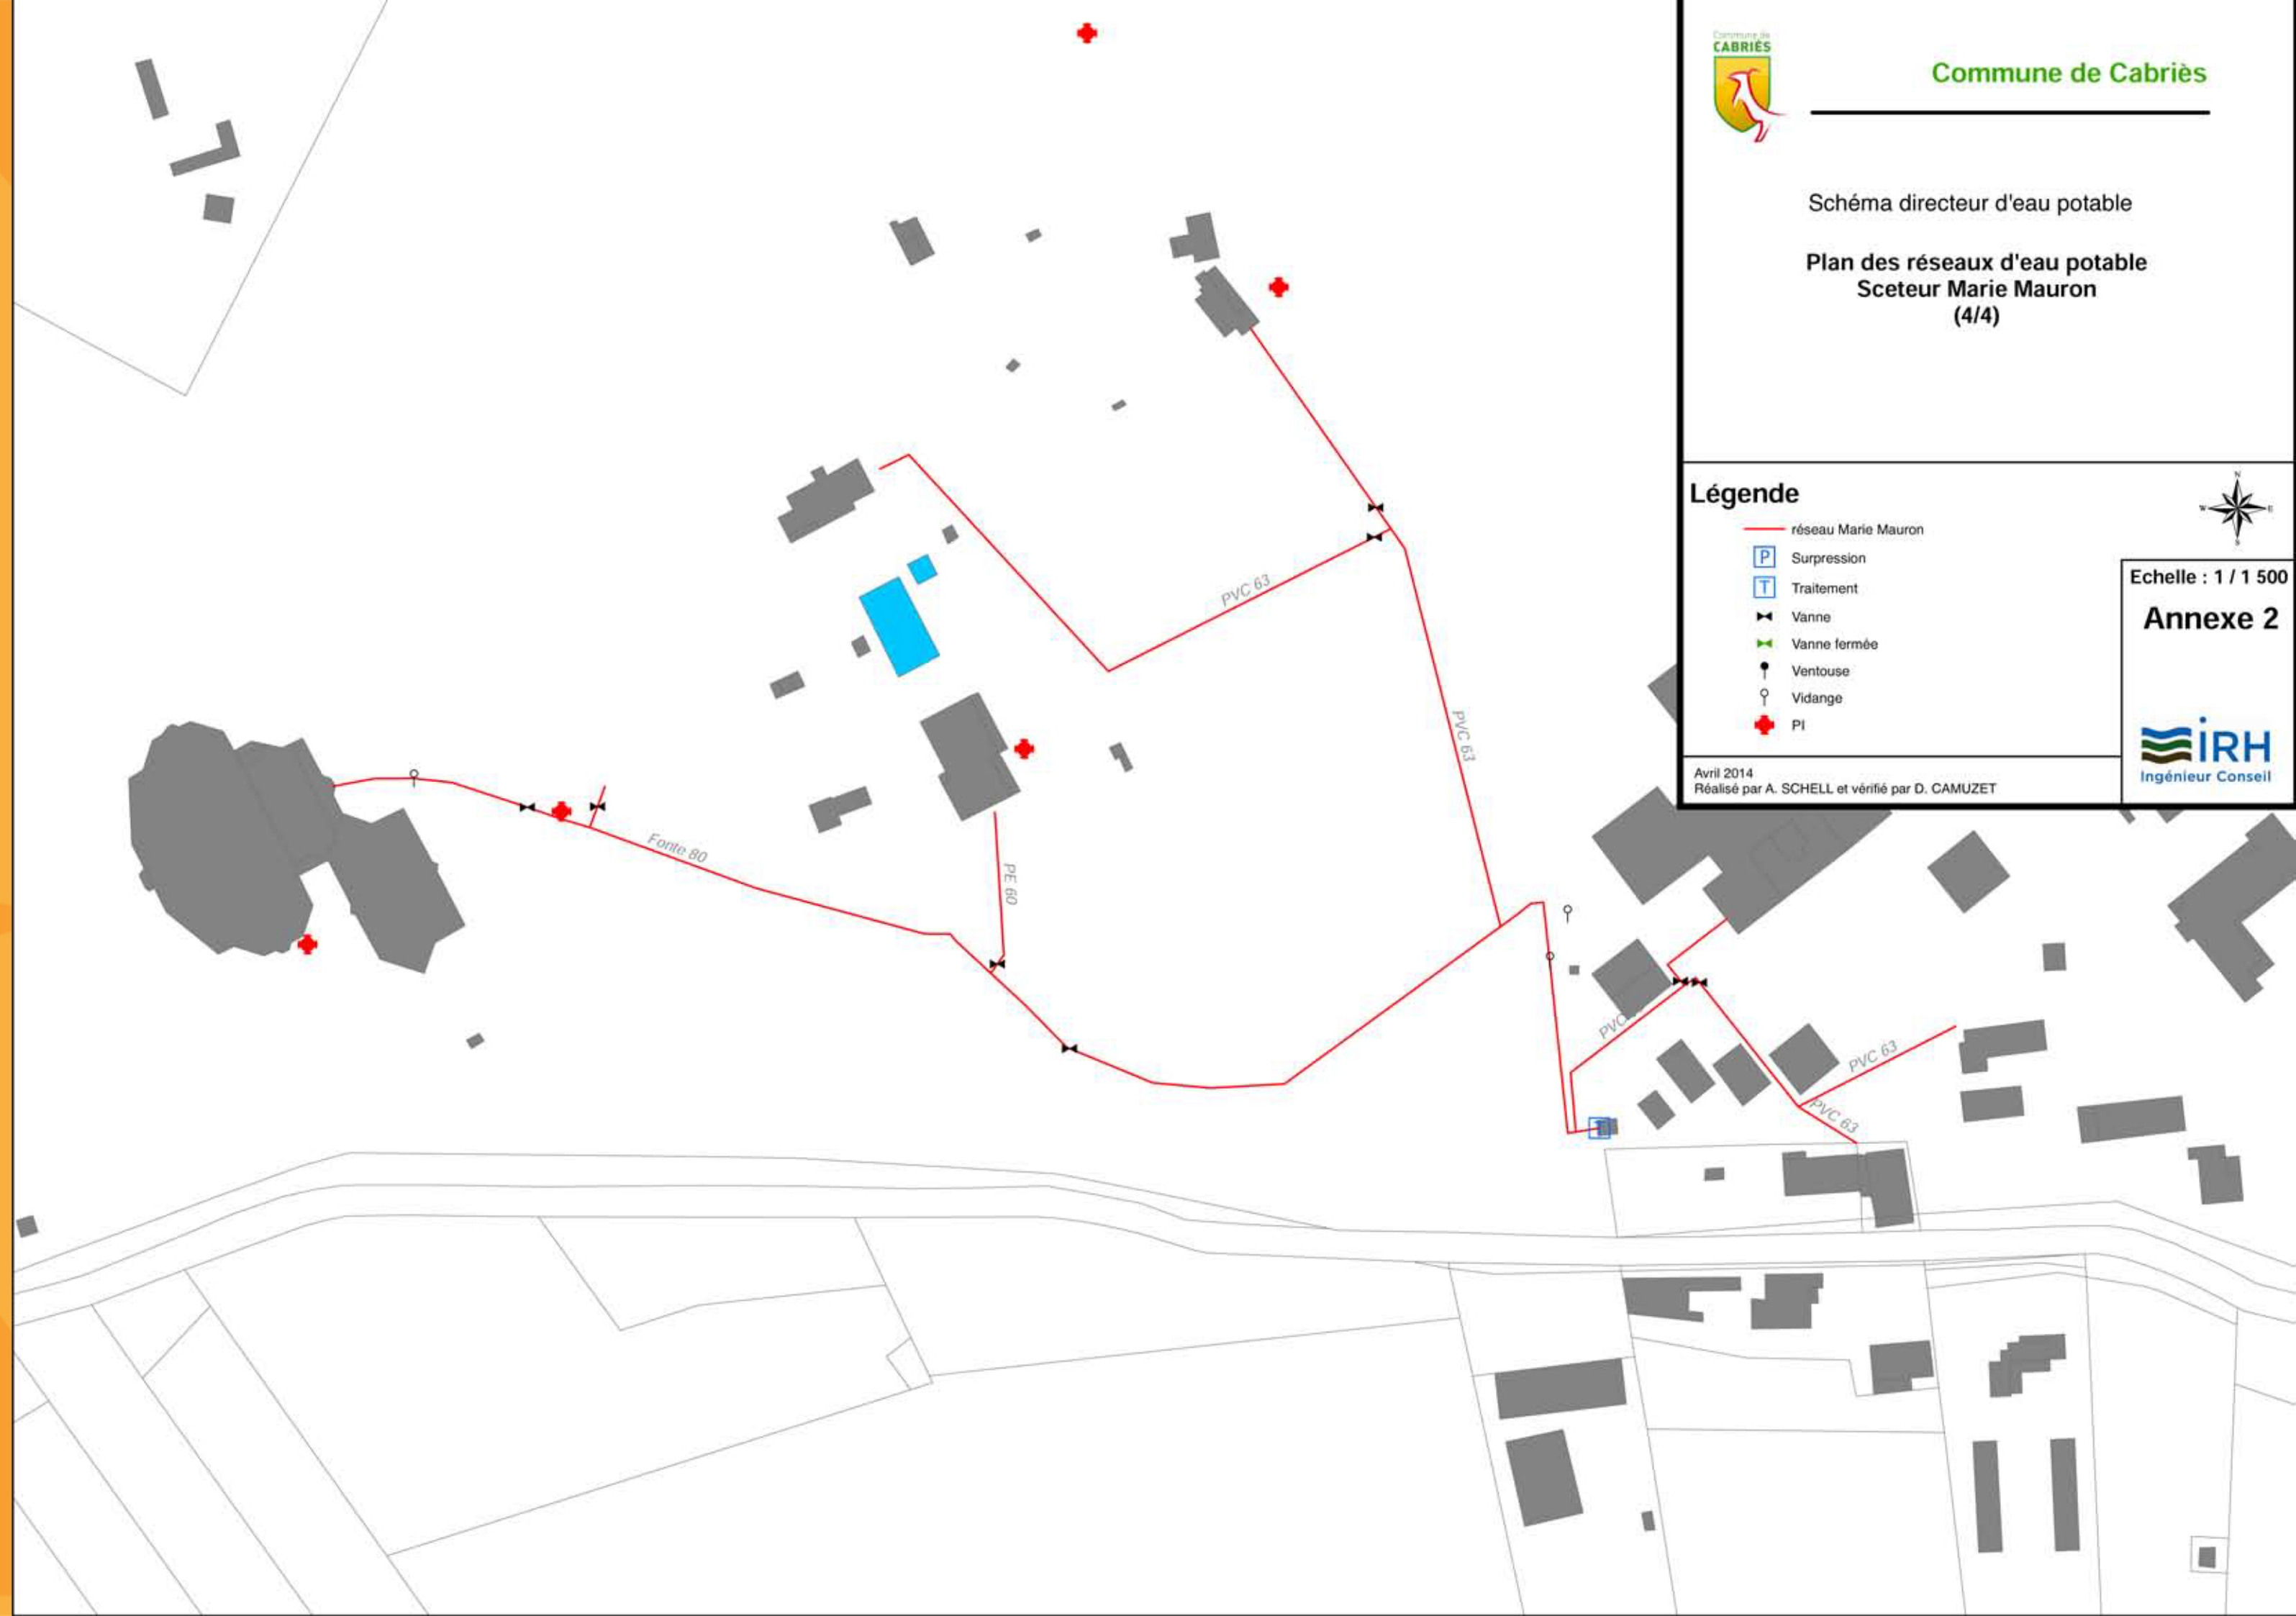 Commune de
CABRIÈS
Commune de Cabriès
Schéma directeur d'eau potable
Plan des réseaux d'eau potable
Sceteur Marie Mauron
(4/4)
Légende
N
W E
S
réseau Marie Mauron
P Surpression
T Traitement
Vanne
Vanne fermée
Ventouse
Vidange
PI
Echelle : 1 / 1 500
Annexe 2
iRH
Ingénieur Conseil
Avril 2014
Réalisé par A. SCHELL et vérifié par D. CAMUZET
PVC 63
PVC 63
Fonte 80
PE 60
PVC
PVC 63
PVC 63
T